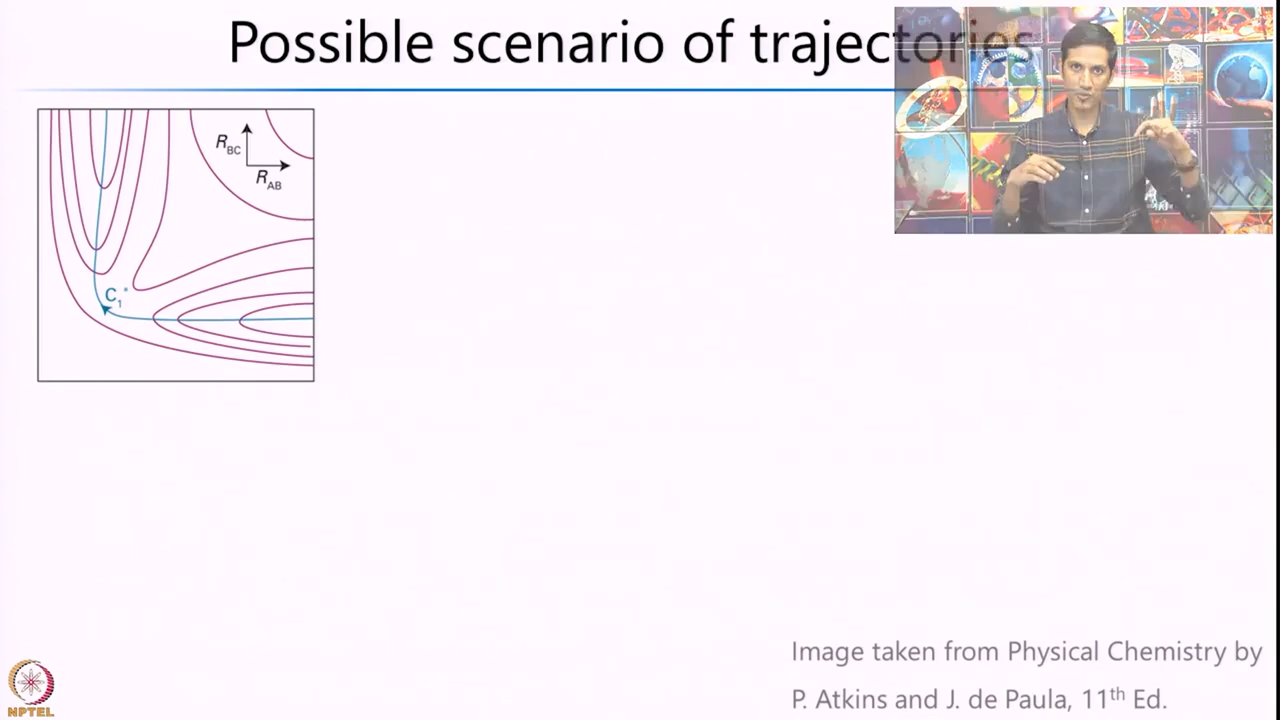 Possible scenario of trajectories
R_BC
R_AB
C₁*
Image taken from Physical Chemistry by
P. Atkins and J. de Paula, 11ᵗʰ Ed.
NPTEL